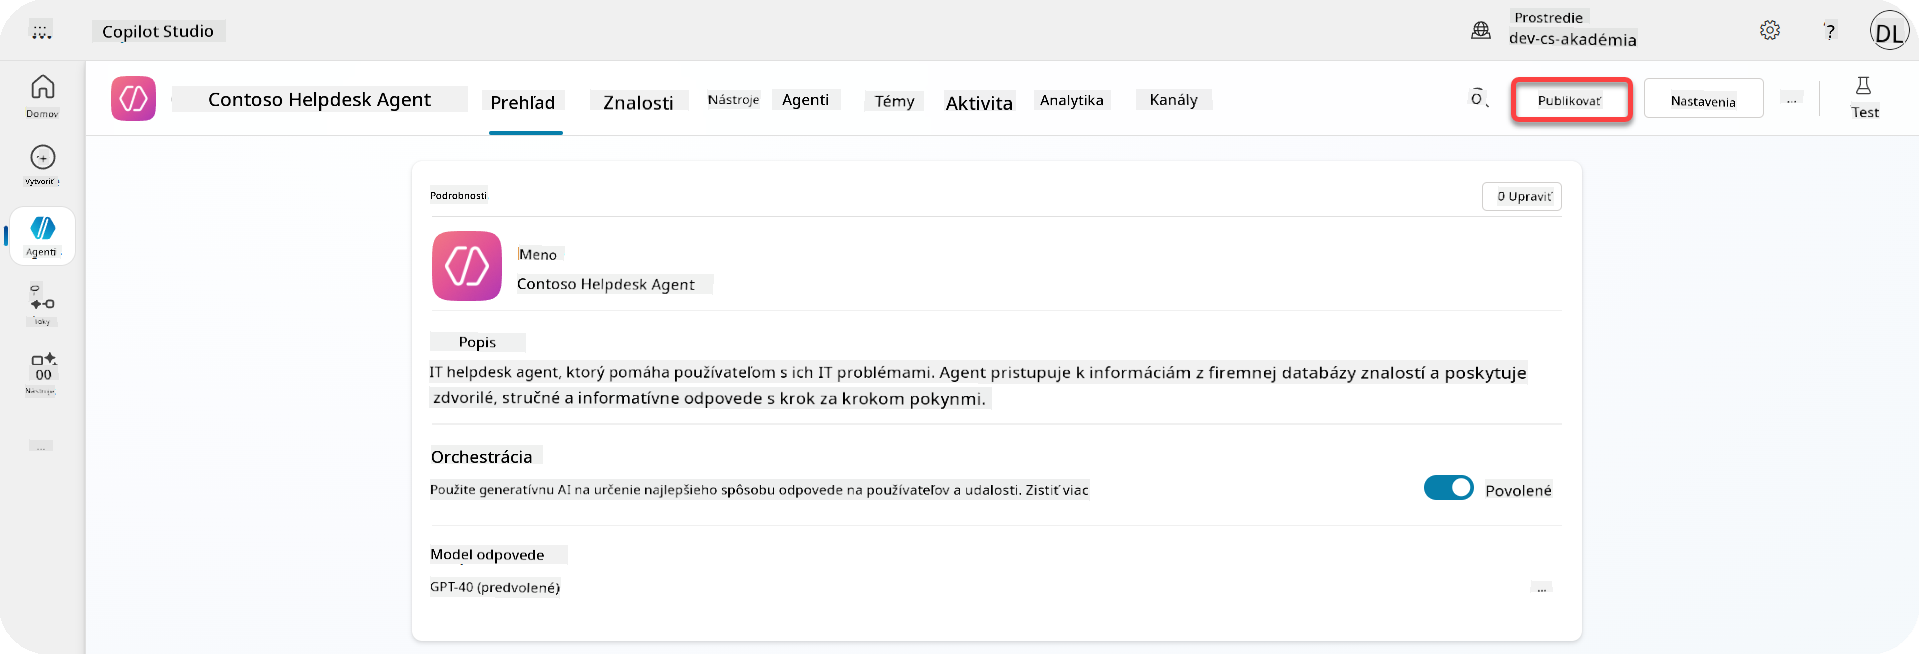 Copilot Studio
Prostredie
dev-cs-akadémia
?
DL
Domov
Vytvoriť
Agenti
Toky
Nástroje
...
Contoso Helpdesk Agent
Prehľad
Znalosti
Nástroje
Agenti
Témy
Aktivita
Analytika
Kanály
Publikovať
Nastavenia
...
Test
Podrobnosti
0 Upraviť
Meno
Contoso Helpdesk Agent
Popis
IT helpdesk agent, ktorý pomáha používateľom s ich IT problémami. Agent pristupuje k informáciám z firemnej databázy znalostí a poskytuje
zdvorilé, stručné a informatívne odpovede s krok za krokom pokynmi.
Orchestrácia
Použite generatívnu AI na určenie najlepšieho spôsobu odpovede na používateľov a udalosti. Zistiť viac
Povolené
Model odpovede
GPT-40 (predvolené)
...